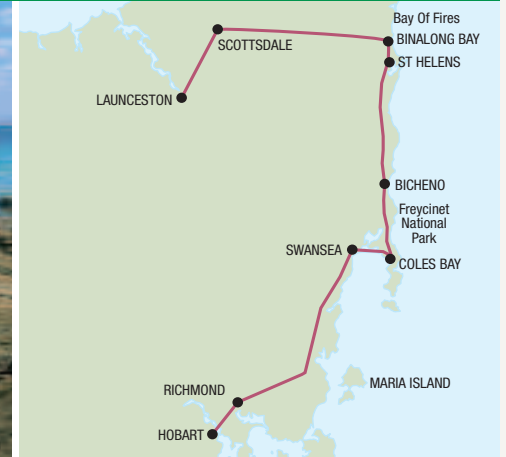 Bay Of Fires
BINALONG BAY
SCOTTSDALE
ST HELENS
LAUNCESTON
BICHENO
Freycinet
National
Park
SWANSEA
COLES BAY
MARIA ISLAND
RICHMOND
HOBART